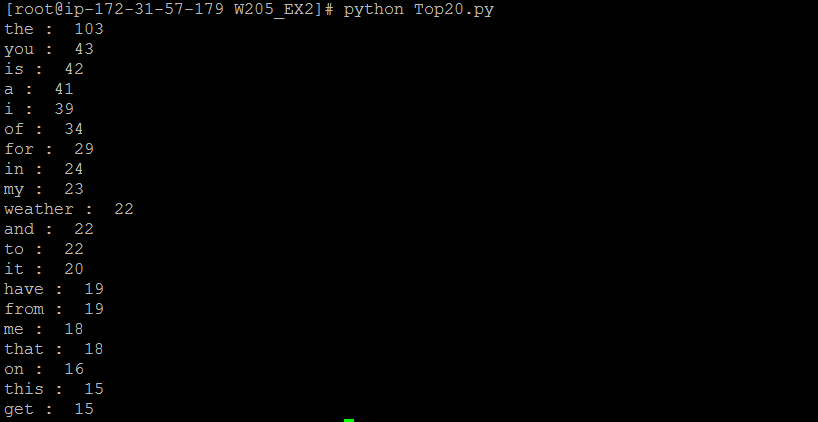 [root@ip-172-31-57-179 W205_EX2]# python Top20.py
the :  103
you :  43
is :  42
a :  41
i :  39
of :  34
for :  29
in :  24
my :  23
weather :  22
and :  22
to :  22
it :  20
have :  19
from :  19
me :  18
that :  18
on :  16
this :  15
get :  15